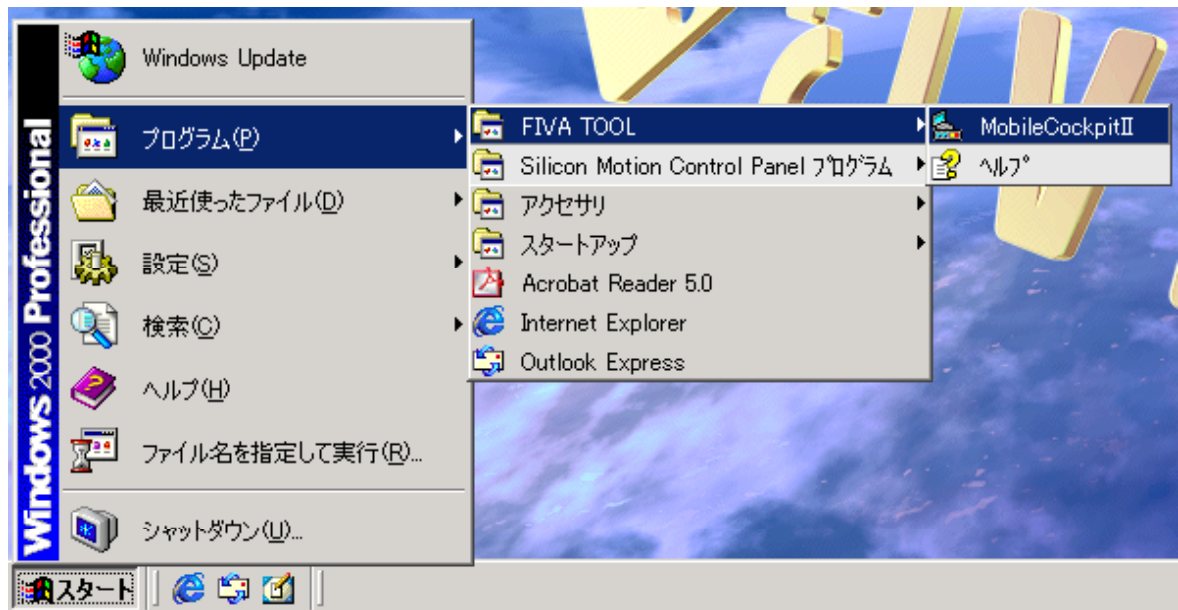 Windows 2000 Professional
Windows Update
プログラム(P)
最近使ったファイル(D)
設定(S)
検索(C)
ヘルプ(H)
ファイル名を指定して実行(R)...
シャットダウン(U)...
FIVA TOOL
Silicon Motion Control Panel プログラム
アクセサリ
スタートアップ
Acrobat Reader 5.0
Internet Explorer
Outlook Express
MobileCockpitII
ヘルプ
スタート